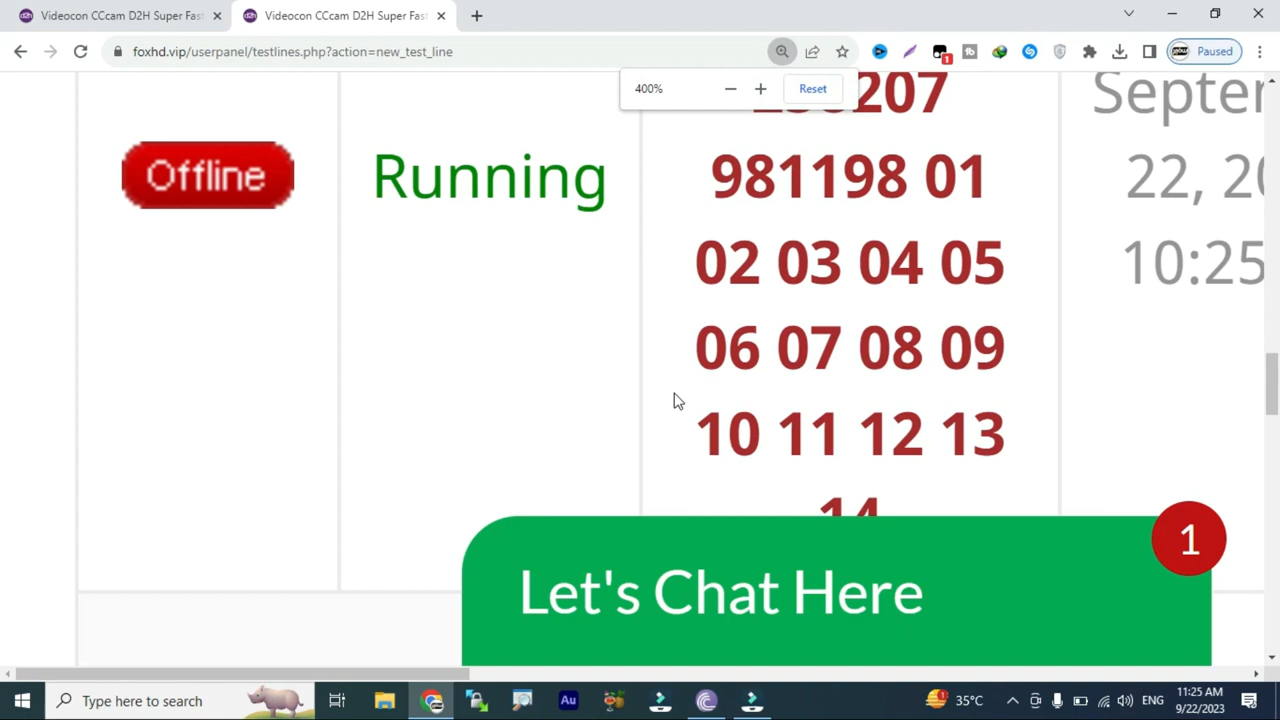 Videocon CCcam D2H Super Fast
Videocon CCcam D2H Super Fast
foxhd.vip/userpanel/testlines.php?action=new_test_line
Paused
400%
Reset
207
Septe
Offline
Running
981198 01
22, 20
02 03 04 05
10:25
06 07 08 09
10 11 12 13
14
1
Let's Chat Here
Type here to search
Au
35°C
ENG
11:25 AM
9/22/2023